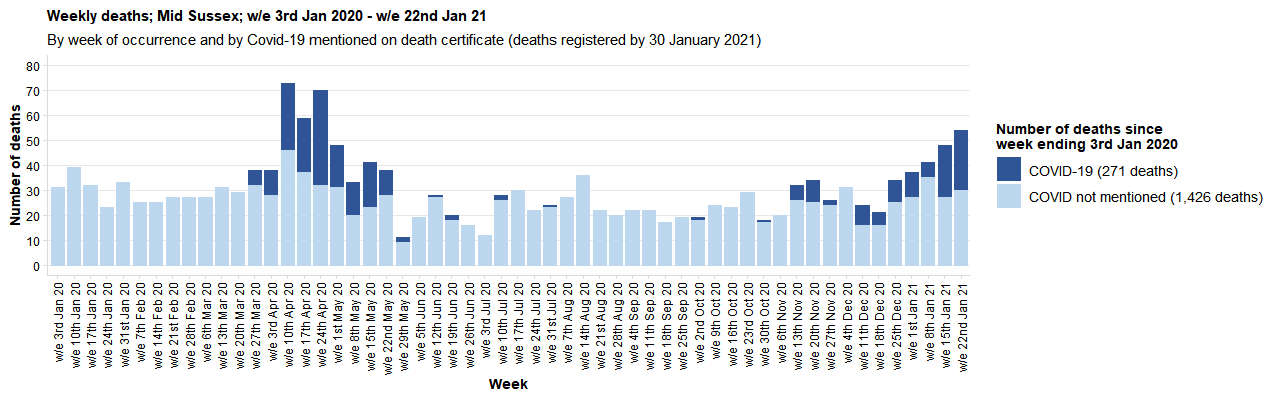 Weekly deaths; Mid Sussex; w/e 3rd Jan 2020 - w/e 22nd Jan 21
By week of occurrence and by Covid-19 mentioned on death certificate (deaths registered by 30 January 2021)
Number of deaths
80
70
60
50
40
30
20
10
0
w/e 3rd Jan 20
w/e 10th Jan 20
w/e 17th Jan 20
w/e 24th Jan 20
w/e 31st Jan 20
w/e 7th Feb 20
w/e 14th Feb 20
w/e 21st Feb 20
w/e 28th Feb 20
w/e 6th Mar 20
w/e 13th Mar 20
w/e 20th Mar 20
w/e 27th Mar 20
w/e 3rd Apr 20
w/e 10th Apr 20
w/e 17th Apr 20
w/e 24th Apr 20
w/e 1st May 20
w/e 8th May 20
w/e 15th May 20
w/e 22nd May 20
w/e 29th May 20
w/e 5th Jun 20
w/e 12th Jun 20
w/e 19th Jun 20
w/e 26th Jun 20
w/e 3rd Jul 20
w/e 10th Jul 20
w/e 17th Jul 20
w/e 24th Jul 20
w/e 31st Jul 20
w/e 7th Aug 20
w/e 14th Aug 20
w/e 21st Aug 20
w/e 28th Aug 20
w/e 4th Sep 20
w/e 11th Sep 20
w/e 18th Sep 20
w/e 25th Sep 20
w/e 2nd Oct 20
w/e 9th Oct 20
w/e 16th Oct 20
w/e 23rd Oct 20
w/e 30th Oct 20
w/e 6th Nov 20
w/e 13th Nov 20
w/e 20th Nov 20
w/e 27th Nov 20
w/e 4th Dec 20
w/e 11th Dec 20
w/e 18th Dec 20
w/e 25th Dec 20
w/e 1st Jan 21
w/e 8th Jan 21
w/e 15th Jan 21
w/e 22nd Jan 21
Week
Number of deaths since
week ending 3rd Jan 2020
COVID-19 (271 deaths)
COVID not mentioned (1,426 deaths)